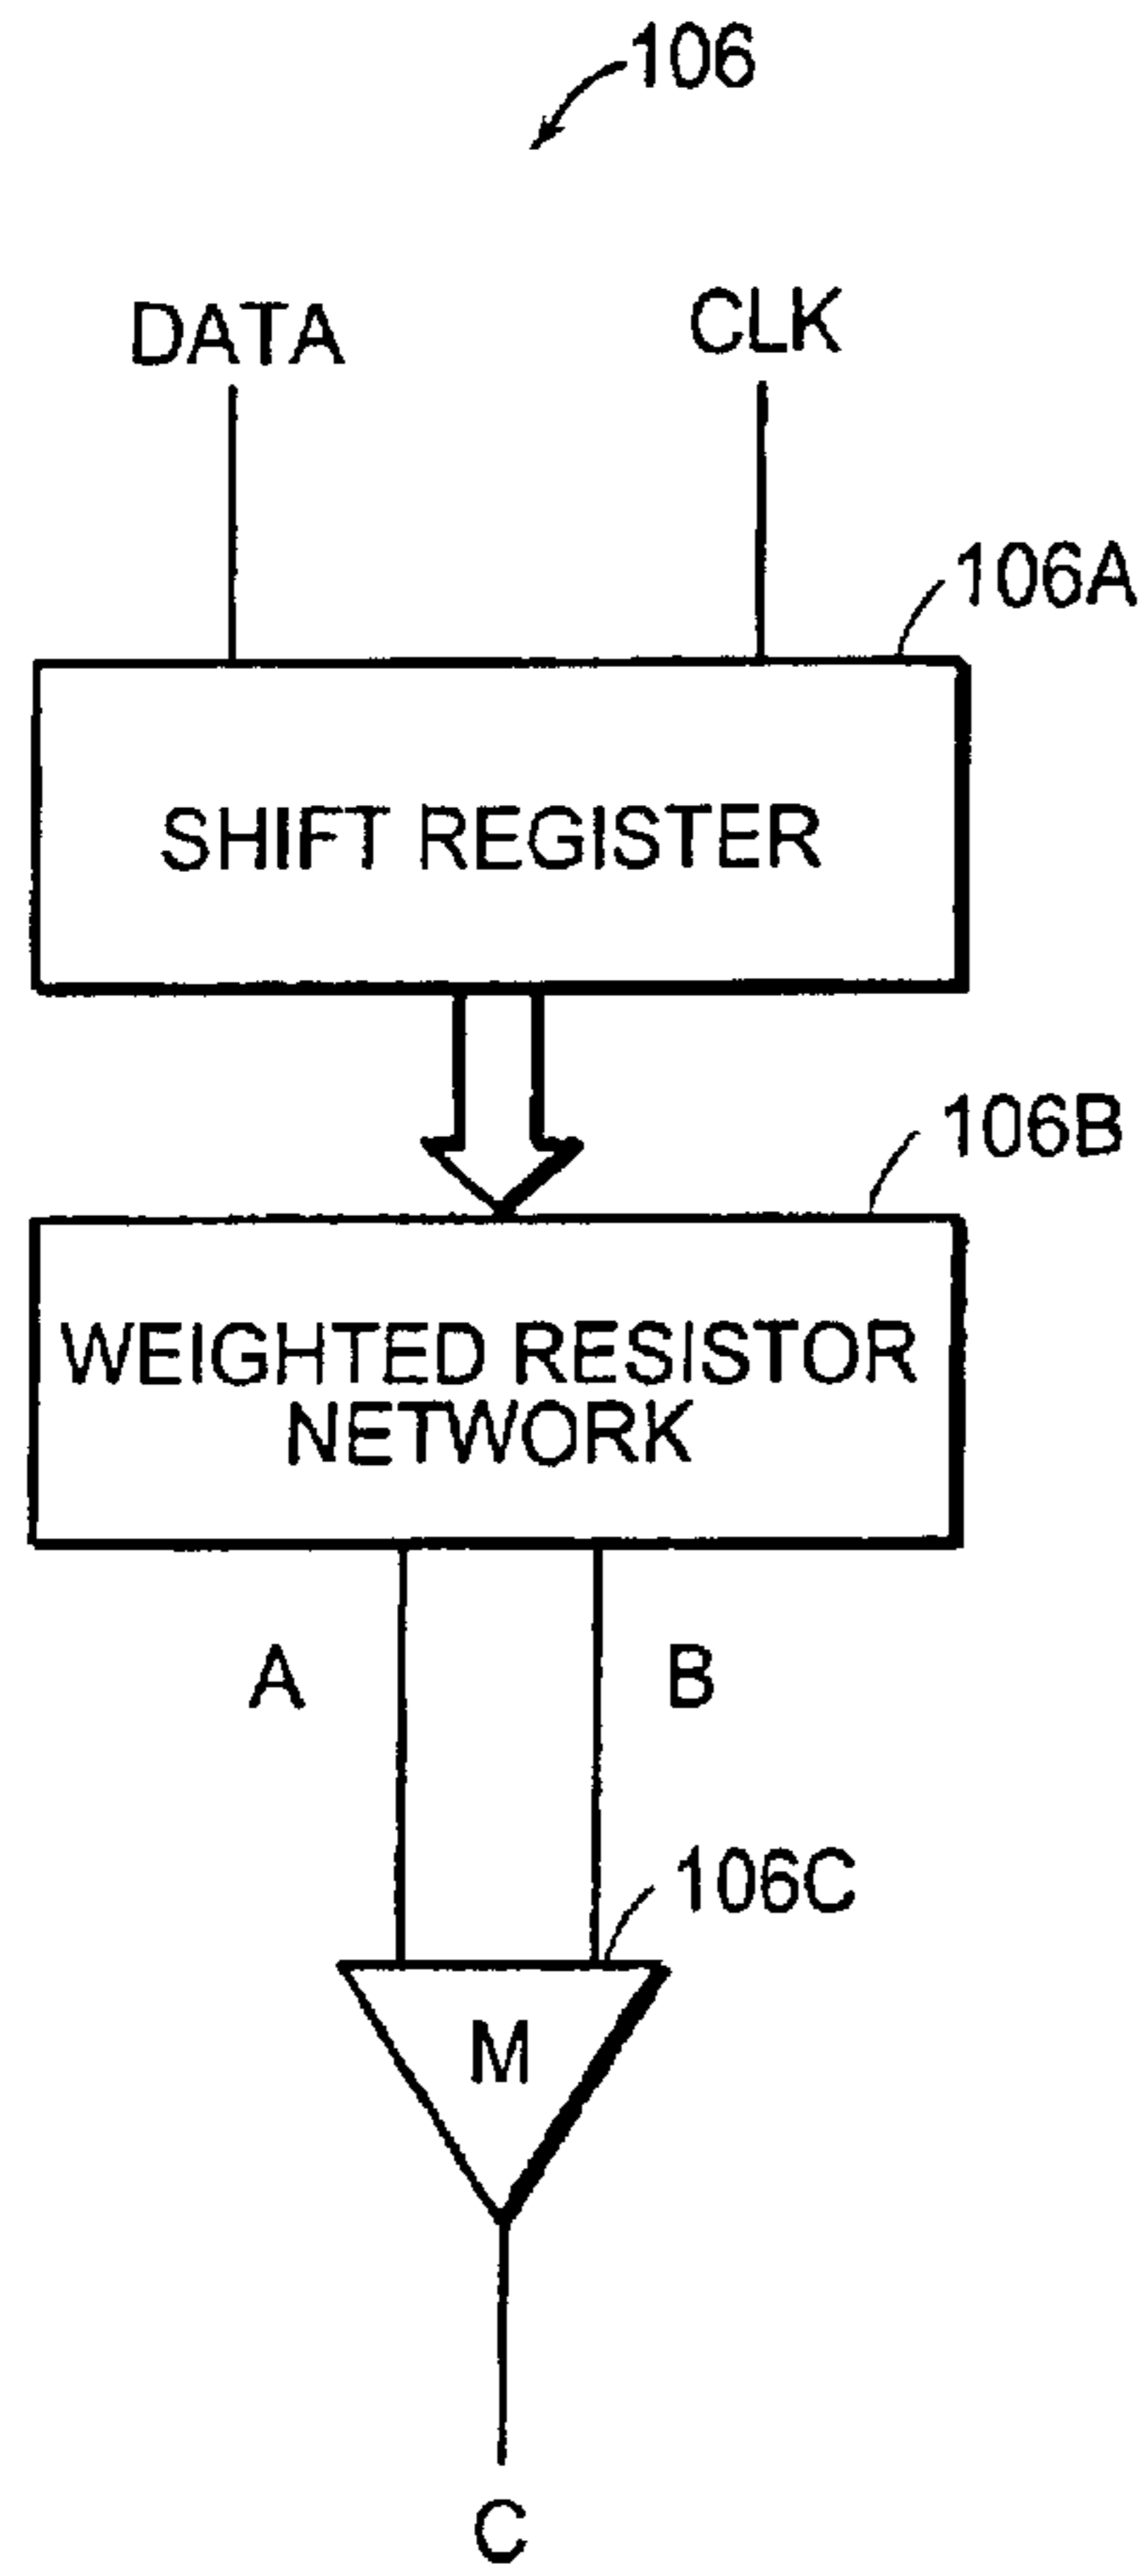 106
DATA
CLK
106A
SHIFT REGISTER
106B
WEIGHTED RESISTOR
NETWORK
A
B
106C
M
C